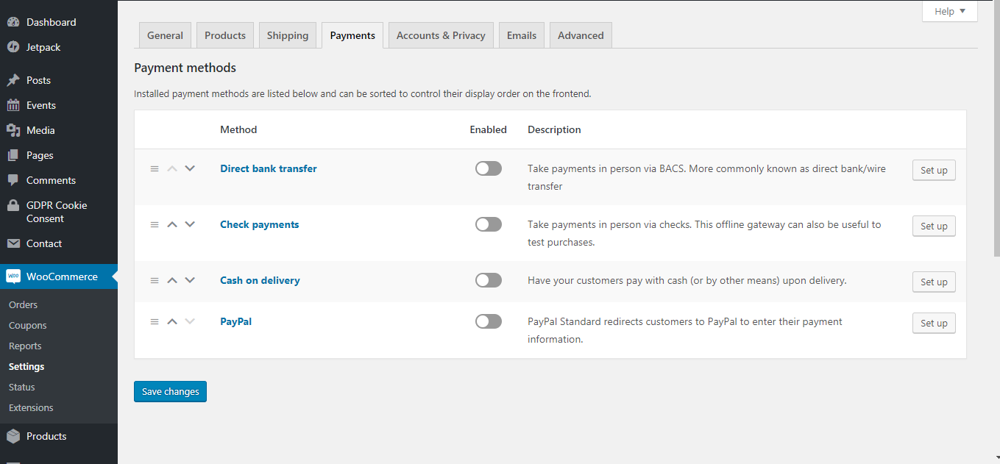 Help
Dashboard
Jetpack
Posts
Events
Media
Pages
Comments
GDPR Cookie
Consent
Contact
WOO WooCommerce
Orders
Coupons
Reports
Settings
Status
Extensions
Products
General Products Shipping Payments Accounts & Privacy Emails Advanced
Payment methods
Installed payment methods are listed below and can be sorted to control their display order on the frontend.
Method Enabled Description
Direct bank transfer Take payments in person via BACS. More commonly known as direct bank/wire Set up
transfer
Check payments Take payments in person via checks. This offline gateway can also be useful to Set up
test purchases.
Cash on delivery Have your customers pay with cash (or by other means) upon delivery. Set up
PayPal PayPal Standard redirects customers to PayPal to enter their payment Set up
information.
Save changes